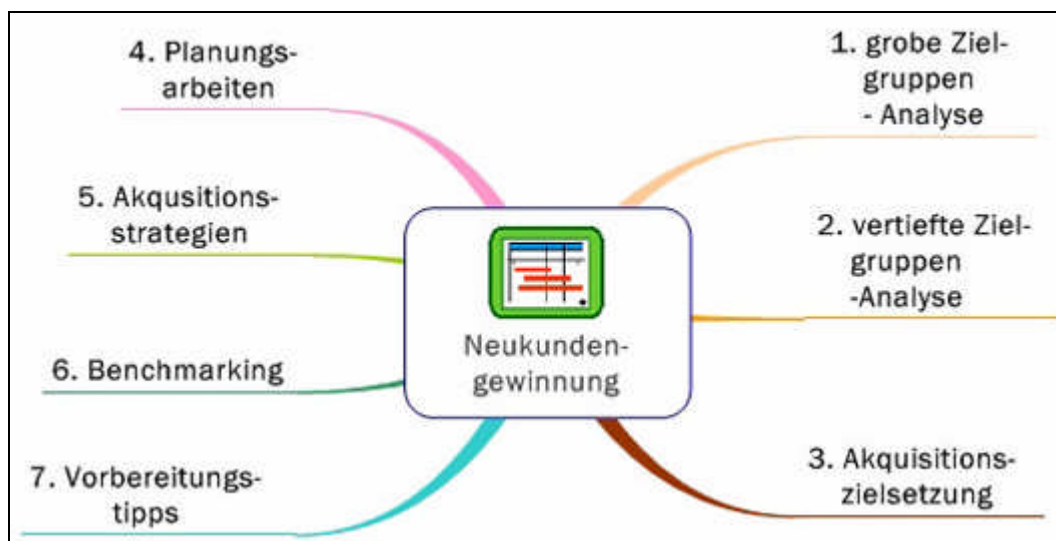 1. grobe Ziel-
gruppen
- Analyse
2. vertiefte Ziel-
gruppen
-Analyse
3. Akquisitions-
zielsetzung
4. Planungs-
arbeiten
5. Akqusitions-
strategien
6. Benchmarking
7. Vorbereitungs-
tipps
Neukunden-
gewinnung